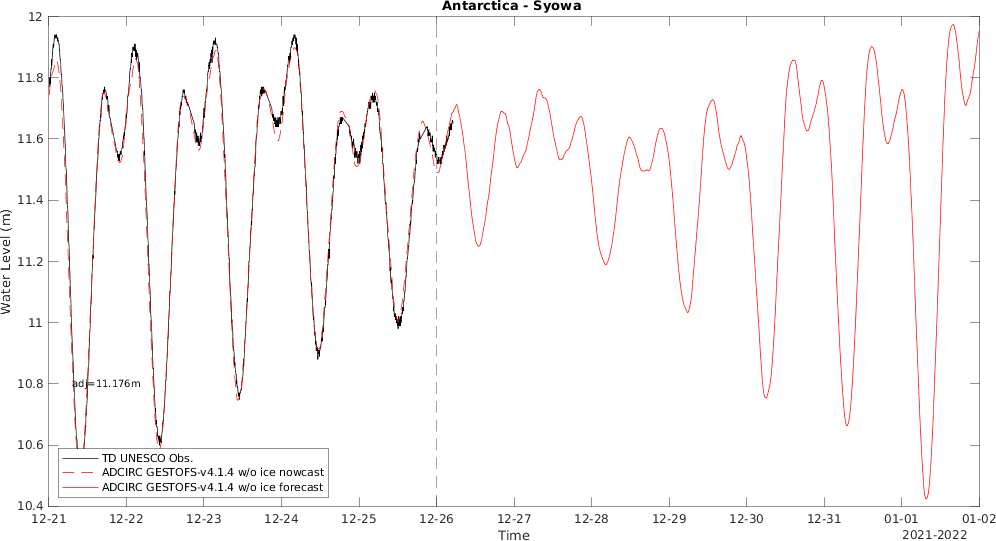 Antarctica - Syowa
12
11.8
11.6
11.4
11.2
11
10.8
10.6
10.4
Water Level (m)
adj=11.176m
TD UNESCO Obs.
ADCIRC GESTOFS-v4.1.4 w/o ice nowcast
ADCIRC GESTOFS-v4.1.4 w/o ice forecast
12-21 12-22 12-23 12-24 12-25 12-26 12-27 12-28 12-29 12-30 12-31 01-01 01-02
Time
2021-2022